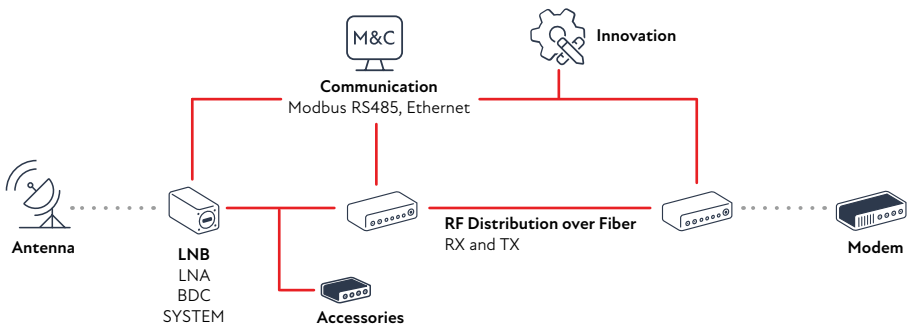 M&C
Innovation
Communication
Modbus RS485, Ethernet
RF Distribution over Fiber
RX and TX
Antenna
LNB
LNA
BDC
SYSTEM
Accessories
Modem